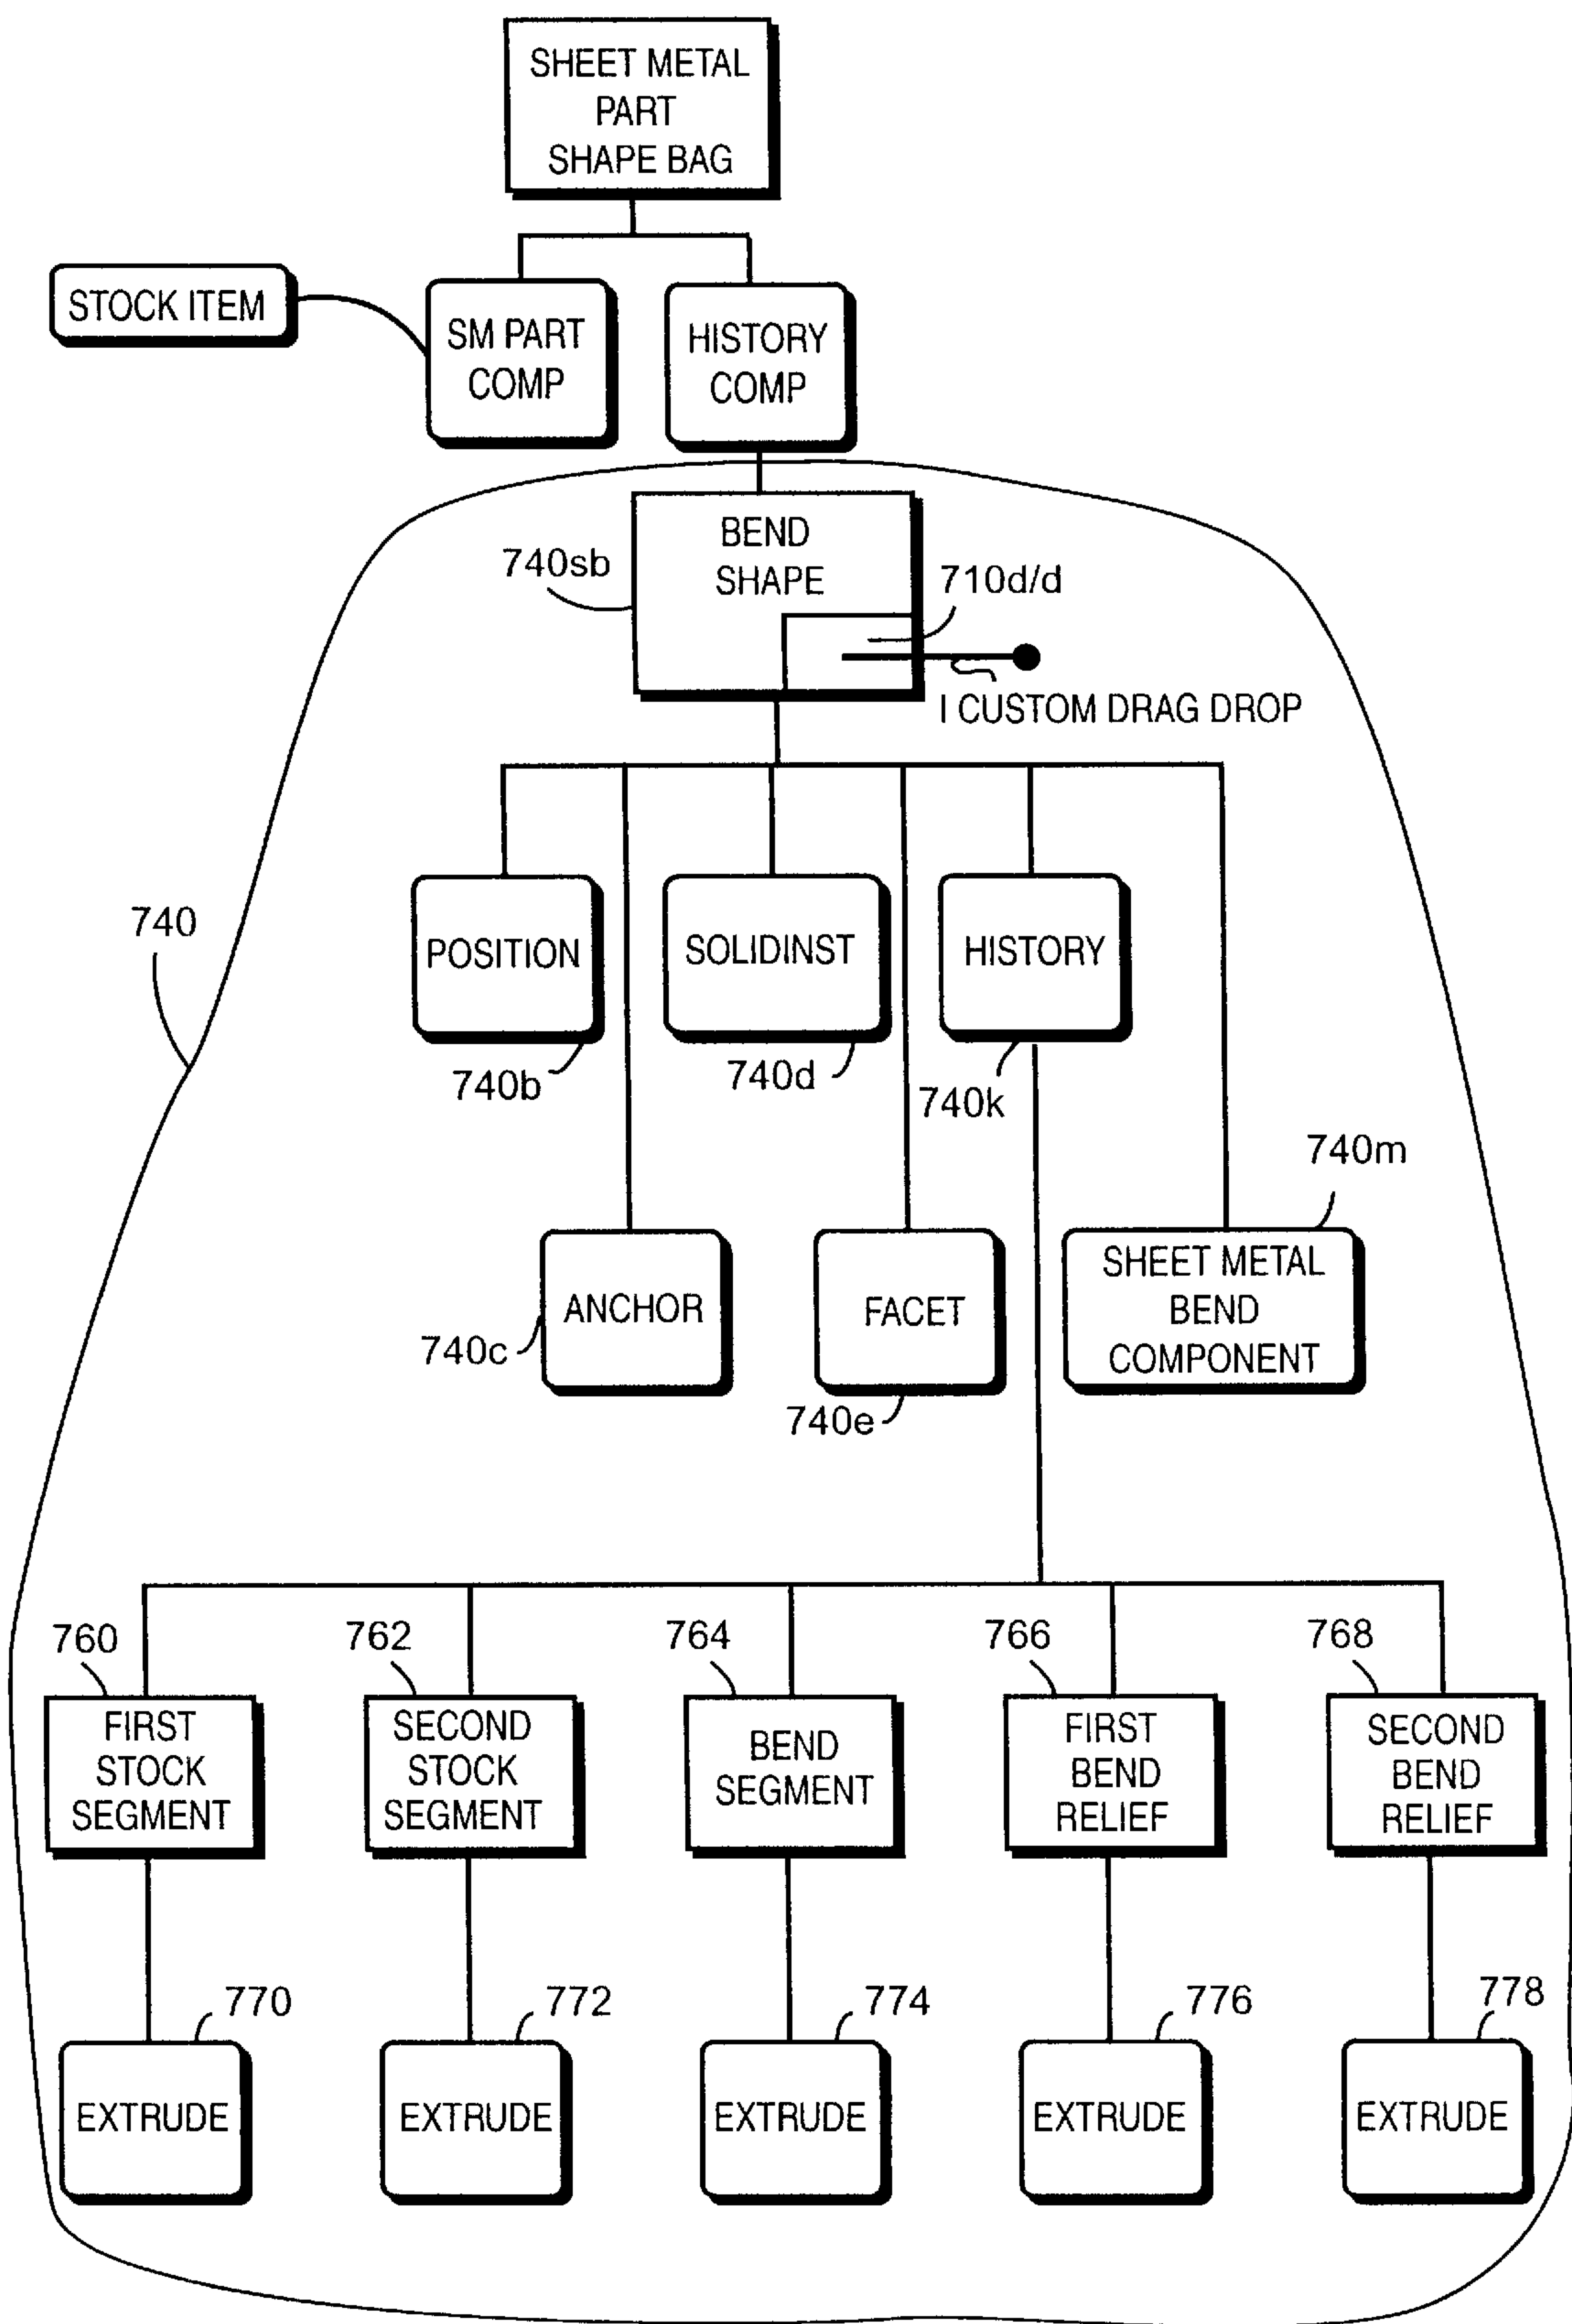 SHEET METAL
PART
SHAPE BAG
STOCK ITEM
SM PART
COMP
HISTORY
COMP
BEND
SHAPE
740sb
710d/d
I CUSTOM DRAG DROP
740
POSITION
SOLIDINST
HISTORY
740b
740d
740k
740m
ANCHOR
740c
FACET
740e
SHEET METAL
BEND
COMPONENT
760
762
764
766
768
FIRST
STOCK
SEGMENT
SECOND
STOCK
SEGMENT
BEND
SEGMENT
FIRST
BEND
RELIEF
SECOND
BEND
RELIEF
770
772
774
776
778
EXTRUDE
EXTRUDE
EXTRUDE
EXTRUDE
EXTRUDE